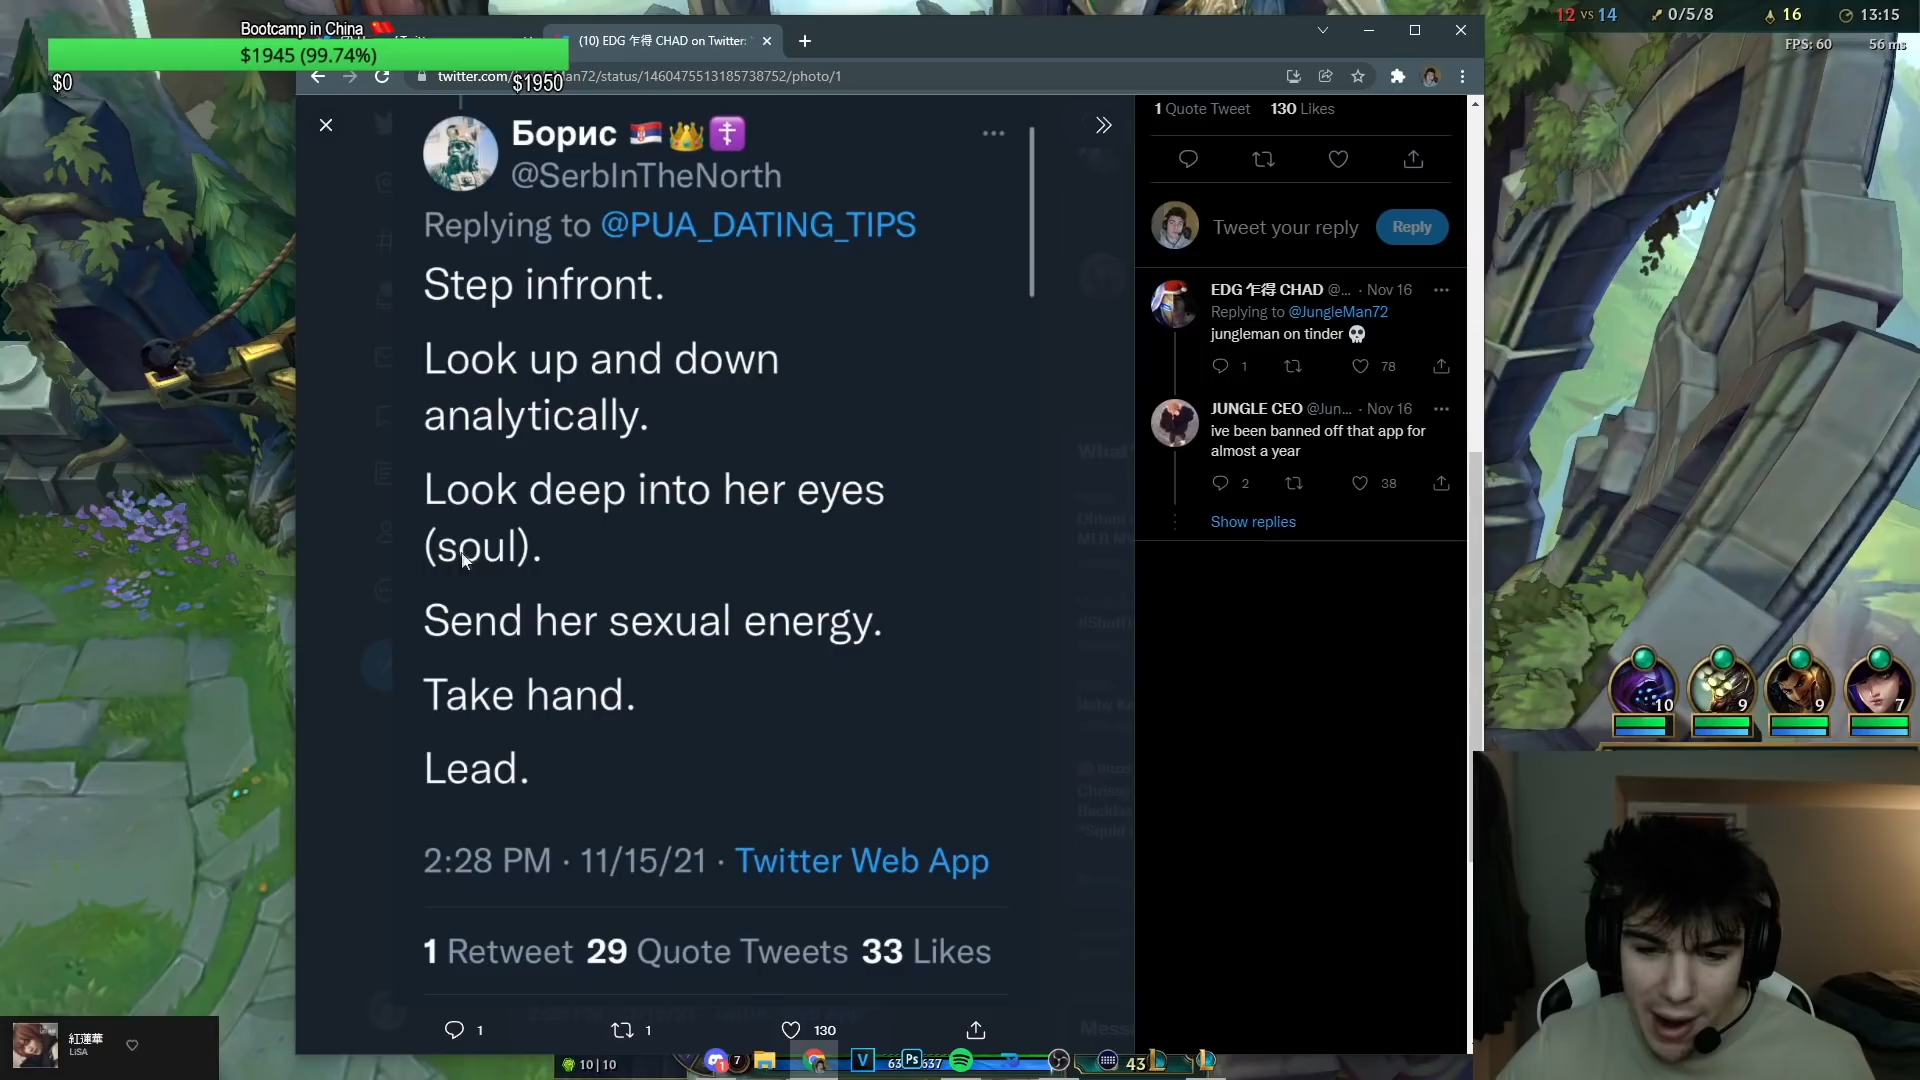 Bootcamp in China
$1945 (99.74%)
$0
$1950
(10) EDG 乍得 CHAD on Twitter:
twitter.com
an72/status/1460475513185738752/photo/1
12 vs 14
0/5/8
16
13:15
FPS: 60
56 ms
Борис
@SerbInTheNorth
Replying to @PUA_DATING_TIPS
Step infront.
Look up and down
analytically.
Look deep into her eyes
(soul).
Send her sexual energy.
Take hand.
Lead.
2:28 PM · 11/15/21 · Twitter Web App
1 Retweet 29 Quote Tweets 33 Likes
1
1
130
1 Quote Tweet 130 Likes
Tweet your reply
Reply
EDG 乍得 CHAD @... · Nov 16
Replying to @JungleMan72
jungleman on tinder
1
78
JUNGLE CEO @Jun... · Nov 16
ive been banned off that app for
almost a year
2
38
Show replies
10
9
9
7
紅蓮華
LiSA
10 | 10
7
V
Ps
637
43